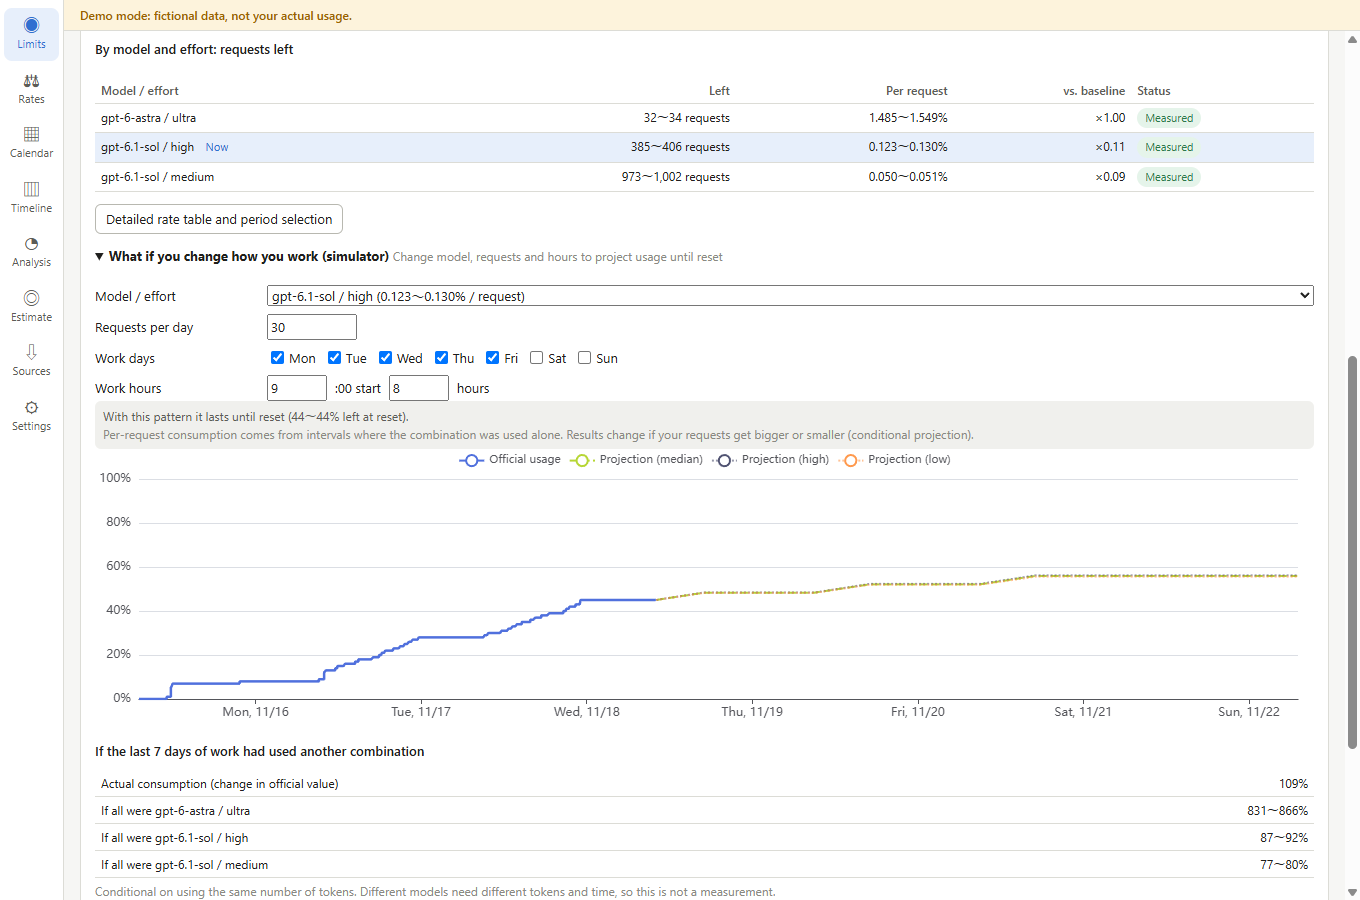 Demo mode: fictional data, not your actual usage.
Limits
Rates
Calendar
Timeline
Analysis
Estimate
Sources
Settings
By model and effort: requests left
Model / effort Left Per request vs. baseline Status
gpt-6-astra / ultra 32～34 requests 1.485～1.549% ×1.00 Measured
gpt-6.1-sol / high Now 385～406 requests 0.123～0.130% ×0.11 Measured
gpt-6.1-sol / medium 973～1,002 requests 0.050～0.051% ×0.09 Measured
Detailed rate table and period selection
▼ What if you change how you work (simulator) Change model, requests and hours to project usage until reset
Model / effort gpt-6.1-sol / high (0.123～0.130% / request)
Requests per day 30
Work days Mon Tue Wed Thu Fri Sat Sun
Work hours 9 :00 start 8 hours
With this pattern it lasts until reset (44～44% left at reset).
Per-request consumption comes from intervals where the combination was used alone. Results change if your requests get bigger or smaller (conditional projection).
Official usage Projection (median) Projection (high) Projection (low)
100%
80%
60%
40%
20%
0%
Mon, 11/16 Tue, 11/17 Wed, 11/18 Thu, 11/19 Fri, 11/20 Sat, 11/21 Sun, 11/22
If the last 7 days of work had used another combination
Actual consumption (change in official value) 109%
If all were gpt-6-astra / ultra 831～866%
If all were gpt-6.1-sol / high 87～92%
If all were gpt-6.1-sol / medium 77～80%
Conditional on using the same number of tokens. Different models need different tokens and time, so this is not a measurement.